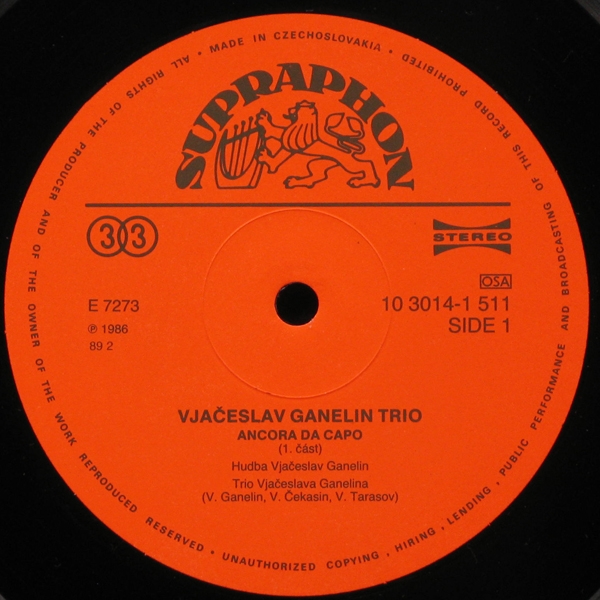 • MADE IN CZECHOSLOVAKIA •
ALL RIGHTS OF THE PRODUCER AND OF THE OWNER OF THE WORK REPRODUCED RESERVED • UNAUTHORIZED COPYING, HIRING, LENDING, PUBLIC PERFORMANCE AND BROADCASTING OF THIS RECORD PROHIBITED
SUPRAPHON
33
STEREO
OSA
E 7273
10 3014-1 511
℗ 1986
SIDE 1
89 2
VJAČESLAV GANELIN TRIO
ANCORA DA CAPO
(1. část)
Hudba Vjačeslav Ganelin
Trio Vjačeslava Ganelina
(V. Ganelin, V. Čekasin, V. Tarasov)